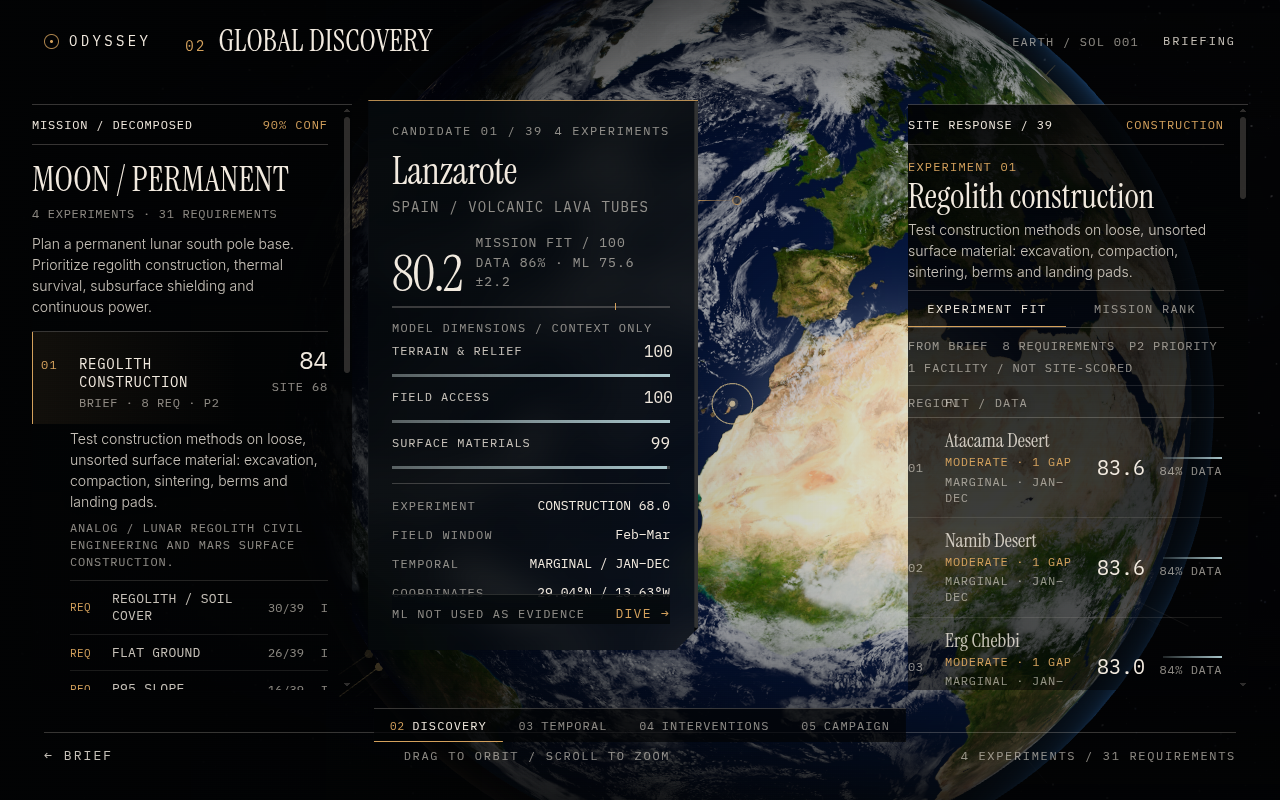 ODYSSEY
02 GLOBAL DISCOVERY
EARTH / SOL 001
BRIEFING
MISSION / DECOMPOSED
90% CONF
MOON / PERMANENT
4 EXPERIMENTS · 31 REQUIREMENTS
Plan a permanent lunar south pole base.
Prioritize regolith construction, thermal
survival, subsurface shielding and
continuous power.
01
REGOLITH
CONSTRUCTION
84
SITE 68
BRIEF · 8 REQ · P2
Test construction methods on loose,
unsorted surface material: excavation,
compaction, sintering, berms and
landing pads.
ANALOG / LUNAR REGOLITH CIVIL
ENGINEERING AND MARS SURFACE
CONSTRUCTION.
REQ REGOLITH / SOIL
COVER 30/39 I
REQ FLAT GROUND 26/39 I
REQ P95 SLOPE 16/39 I
CANDIDATE 01 / 39 4 EXPERIMENTS
Lanzarote
SPAIN / VOLCANIC LAVA TUBES
80.2
MISSION FIT / 100
DATA 86% · ML 75.6
±2.2
MODEL DIMENSIONS / CONTEXT ONLY
TERRAIN & RELIEF 100
FIELD ACCESS 100
SURFACE MATERIALS 99
EXPERIMENT CONSTRUCTION 68.0
FIELD WINDOW Feb–Mar
TEMPORAL MARGINAL / JAN–DEC
COORDINATES 29.04°N / 13.63°W
ML NOT USED AS EVIDENCE DIVE →
SITE RESPONSE / 39
CONSTRUCTION
EXPERIMENT 01
Regolith construction
Test construction methods on loose, unsorted
surface material: excavation, compaction,
sintering, berms and landing pads.
EXPERIMENT FIT MISSION RANK
FROM BRIEF 8 REQUIREMENTS P2 PRIORITY
1 FACILITY / NOT SITE-SCORED
REGION FIT / DATA
01
Atacama Desert
MODERATE · 1 GAP
MARGINAL · JAN–
DEC
83.6
84% DATA
02
Namib Desert
MODERATE · 1 GAP
MARGINAL · JAN–
DEC
83.6
84% DATA
03
Erg Chebbi
MODERATE · 1 GAP
MARGINAL · JAN–
83.0
84% DATA
02 DISCOVERY 03 TEMPORAL 04 INTERVENTIONS 05 CAMPAIGN
← BRIEF
DRAG TO ORBIT / SCROLL TO ZOOM
4 EXPERIMENTS / 31 REQUIREMENTS